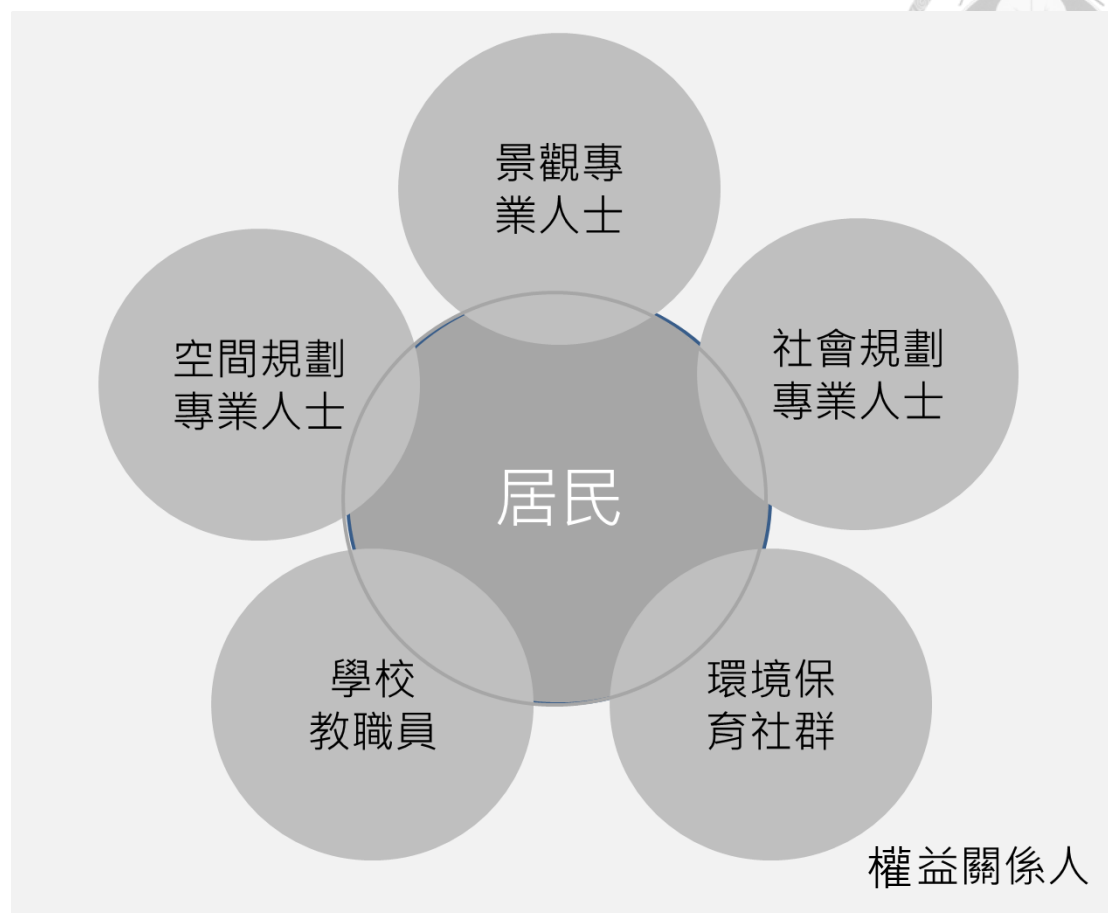 景觀專
業人士
空間規劃
專業人士
社會規劃
專業人士
居民
學校
教職員
環境保
育社群
權益關係人